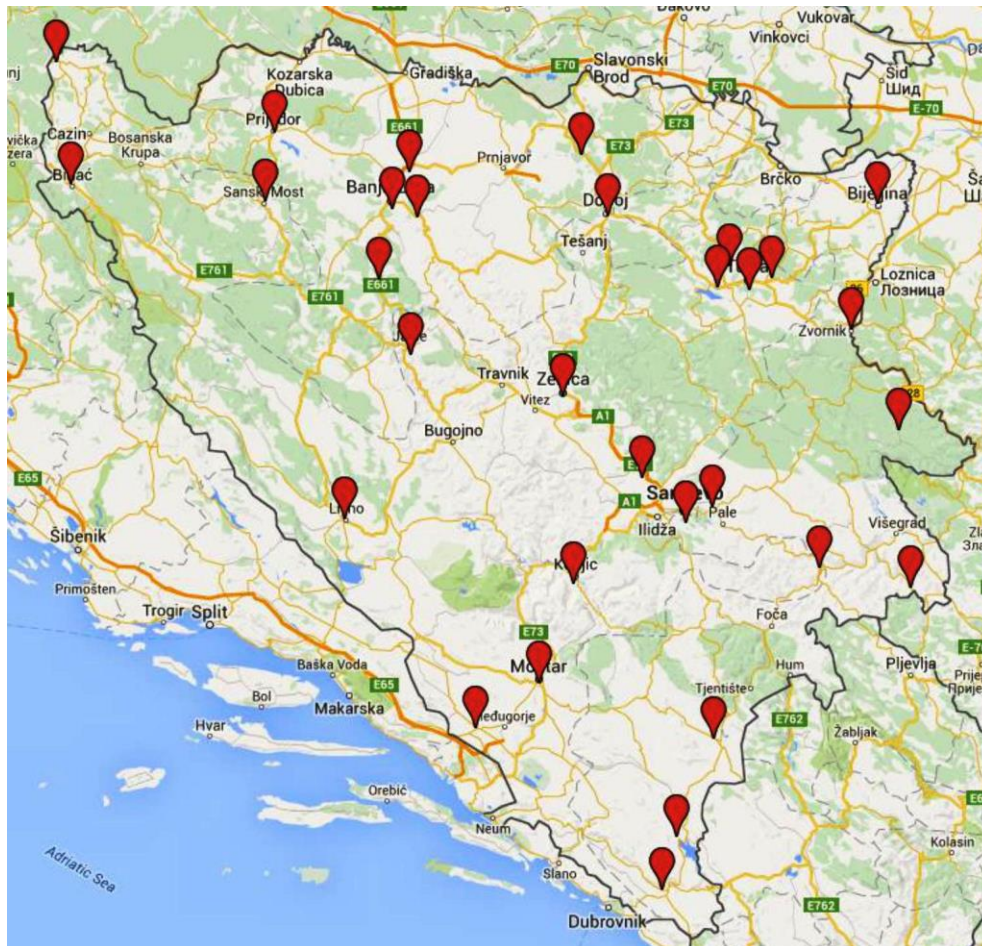 Đakovo
Vukovar
Vinkovci
Slavonski
Brod
E70
Kozarska
Dubica
Gradiška
Šid
Шид
E70
E-70
Cazin
Bosanska
Krupa
Prijedor
E661
Prnjavor
E73
E73
Brčko
Bihać
Sanski Most
Doboj
Bijeljina
Tešanj
E761
E761
E661
Loznica
Лозница
Zvornik
Travnik
Zenica
Vitez
A1
Bugojno
E65
A1
Sarajevo
Pale
Ilidža
Višegrad
Šibenik
Primošten
Trogir
Split
Foča
E73
Mostar
Baška Voda
E65
Makarska
Bol
Hvar
Hum
Pljevlja
Tjentište
E762
Žabljak
Orebić
Neum
Slano
Kolasin
Adriatic Sea
Dubrovnik
E762